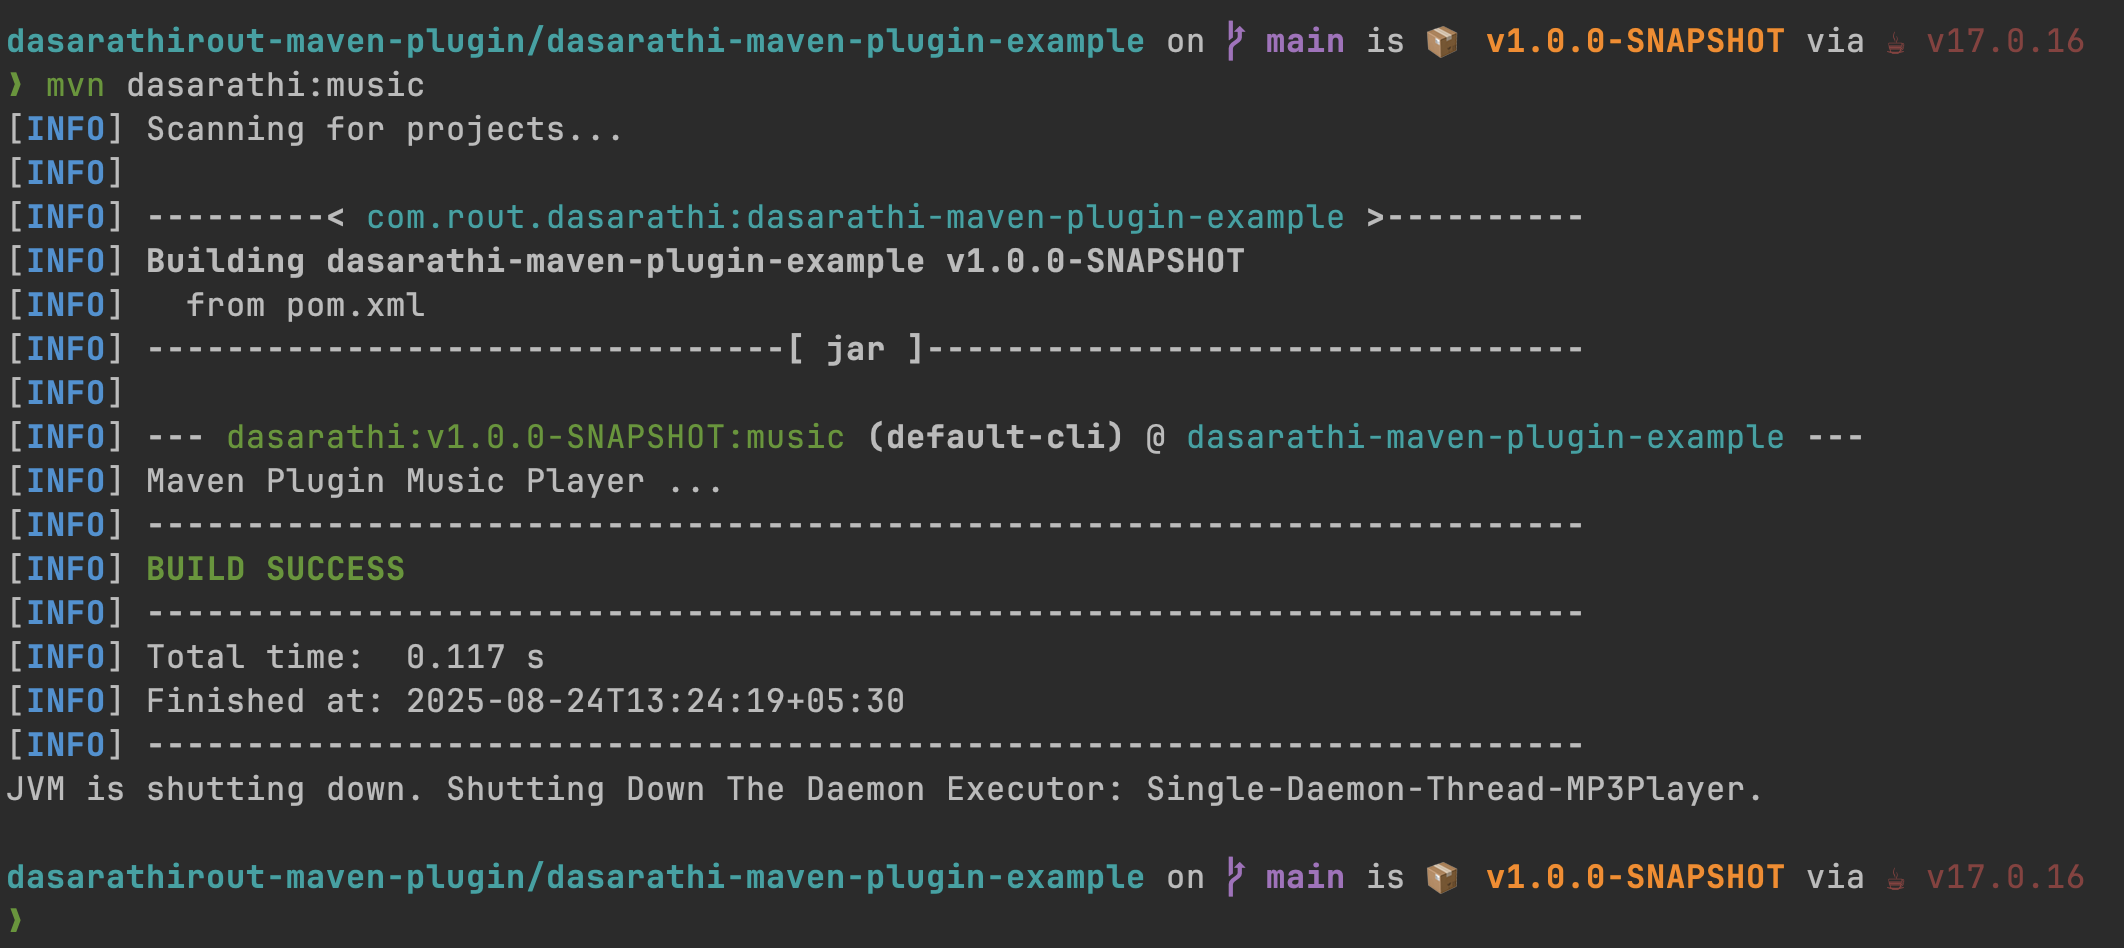 dasarathirout-maven-plugin/dasarathi-maven-plugin-example on main is 📦 v1.0.0-SNAPSHOT via ☕ v17.0.16
❱ mvn dasarathi:music
[INFO] Scanning for projects...
[INFO]
[INFO] ---------< com.rout.dasarathi:dasarathi-maven-plugin-example >----------
[INFO] Building dasarathi-maven-plugin-example v1.0.0-SNAPSHOT
[INFO]   from pom.xml
[INFO] --------------------------------[ jar ]---------------------------------
[INFO]
[INFO] --- dasarathi:v1.0.0-SNAPSHOT:music (default-cli) @ dasarathi-maven-plugin-example ---
[INFO] Maven Plugin Music Player ...
[INFO] ------------------------------------------------------------------------
[INFO] BUILD SUCCESS
[INFO] ------------------------------------------------------------------------
[INFO] Total time:  0.117 s
[INFO] Finished at: 2025-08-24T13:24:19+05:30
[INFO] ------------------------------------------------------------------------
JVM is shutting down. Shutting Down The Daemon Executor: Single-Daemon-Thread-MP3Player.
dasarathirout-maven-plugin/dasarathi-maven-plugin-example on main is 📦 v1.0.0-SNAPSHOT via ☕ v17.0.16
❱